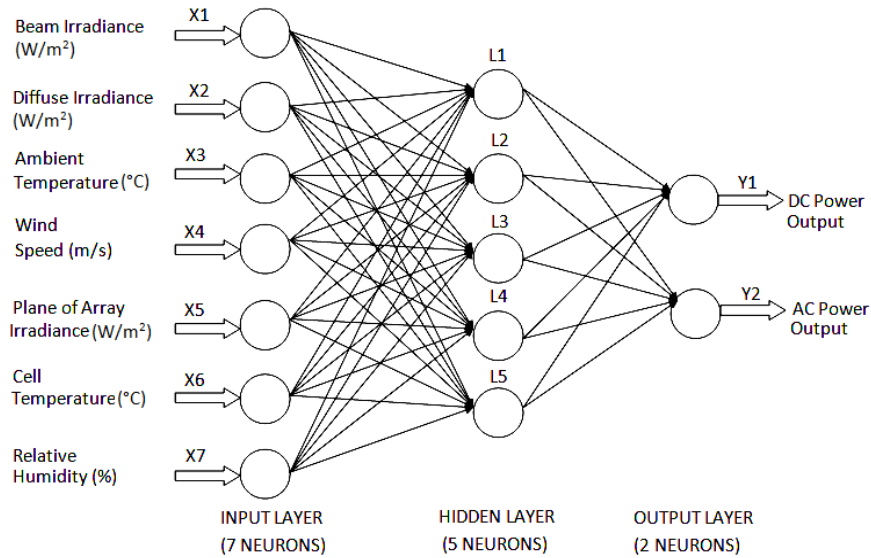 Beam Irradiance
(W/m²)
X1
Diffuse Irradiance
(W/m²)
X2
Ambient
Temperature (°C)
X3
Wind
Speed (m/s)
X4
Plane of Array
Irradiance (W/m²)
X5
Cell
Temperature (°C)
X6
Relative
Humidity (%)
X7
L1
L2
L3
L4
L5
Y1
DC Power
Output
Y2
AC Power
Output
INPUT LAYER
(7 NEURONS)
HIDDEN LAYER
(5 NEURONS)
OUTPUT LAYER
(2 NEURONS)